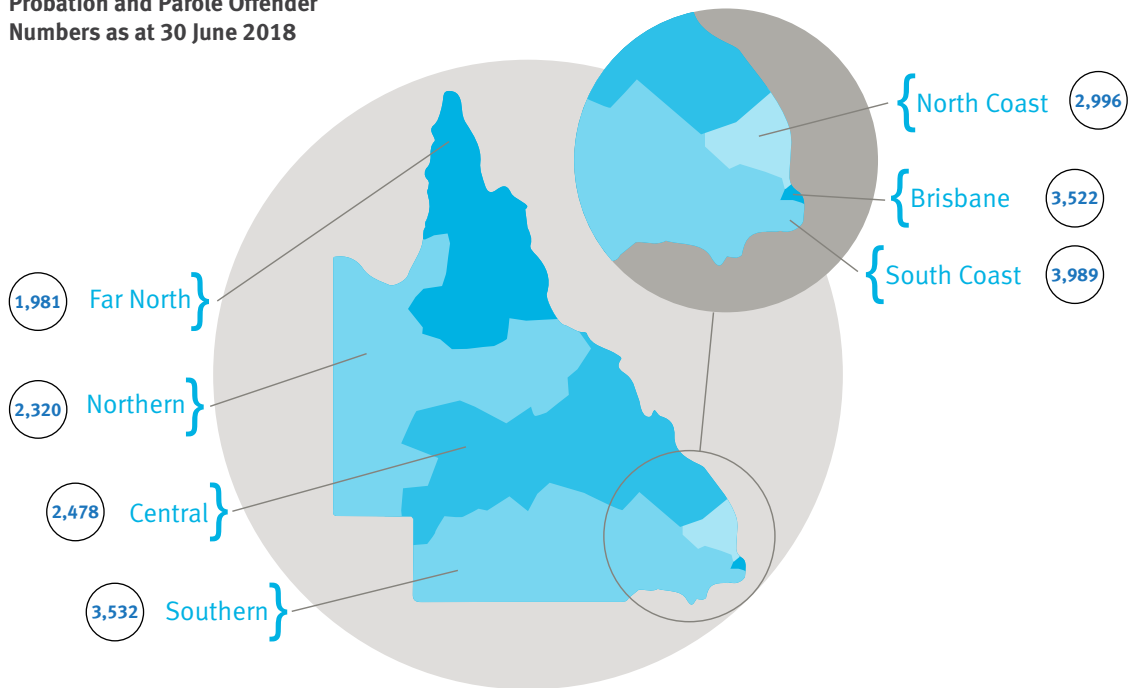 Probation and Parole Offender
Numbers as at 30 June 2018
North Coast 2,996
Brisbane 3,522
South Coast 3,989
1,981 Far North
2,320 Northern
2,478 Central
3,532 Southern